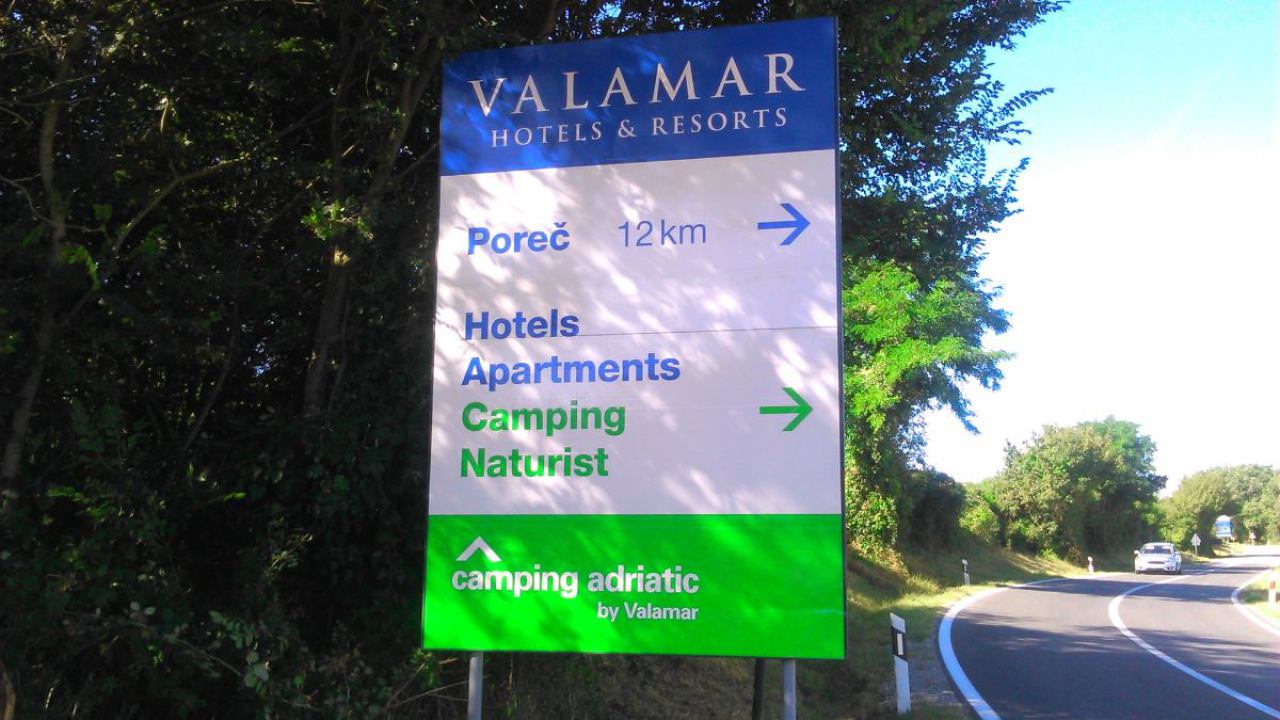 VALAMAR
HOTELS & RESORTS
Poreč 12 km →
Hotels
Apartments
Camping →
Naturist
camping adriatic
by Valamar